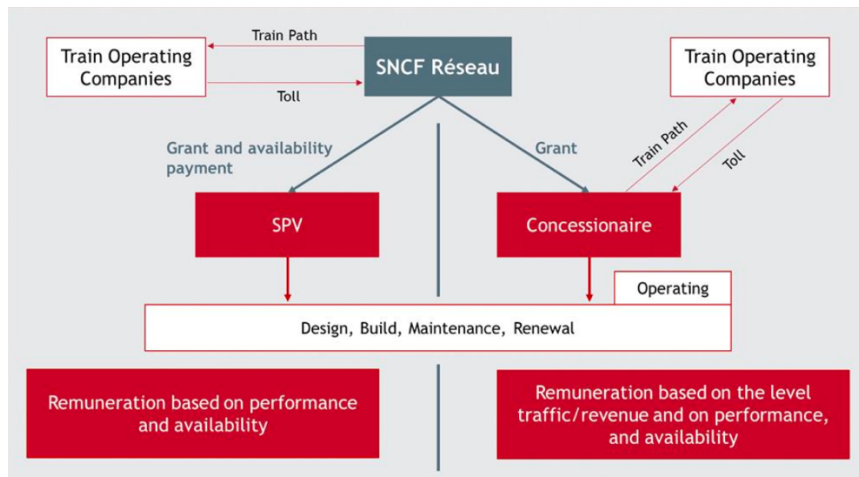 Train Operating
Companies
Train Path
Toll
SNCF Réseau
Train Operating
Companies
Grant and availability
payment
Grant
Train Path
Toll
SPV
Concessionaire
Operating
Design, Build, Maintenance, Renewal
Remuneration based on performance
and availability
Remuneration based on the level
traffic/revenue and on performance,
and availability